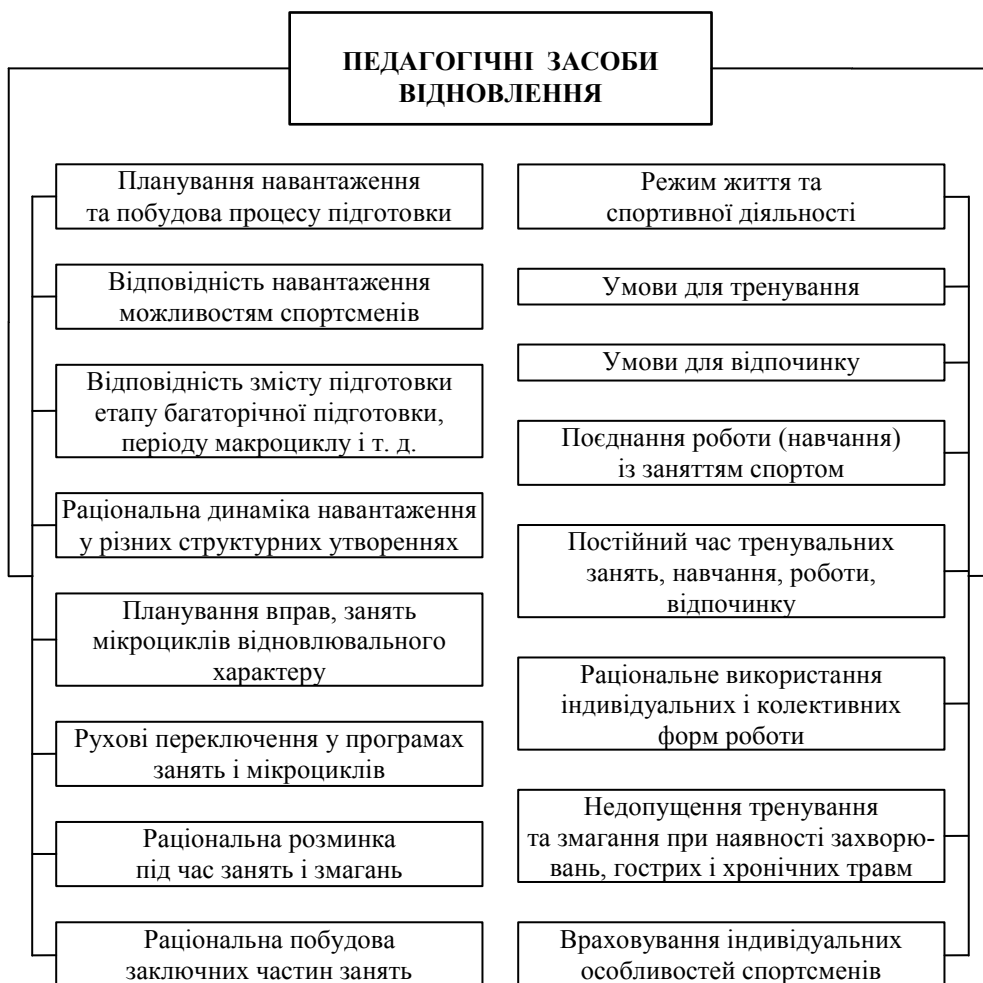 ПЕДАГОГІЧНІ ЗАСОБИ
ВІДНОВЛЕННЯ
Планування навантаження
та побудова процесу підготовки
Відповідність навантаження
можливостям спортсменів
Відповідність змісту підготовки
етапу багаторічної підготовки,
періоду макроциклу і т. д.
Раціональна динаміка навантаження
у різних структурних утвореннях
Планування вправ, занять
мікроциклів відновлювального
характеру
Рухові переключення у програмах
занять і мікроциклів
Раціональна розминка
під час занять і змагань
Раціональна побудова
заключних частин занять
Режим життя та
спортивної діяльності
Умови для тренування
Умови для відпочинку
Поєднання роботи (навчання)
із заняттям спортом
Постійний час тренувальних
занять, навчання, роботи,
відпочинку
Раціональне використання
індивідуальних і колективних
форм роботи
Недопущення тренування
та змагання при наявності захворю-
вань, гострих і хронічних травм
Враховування індивідуальних
особливостей спортсменів